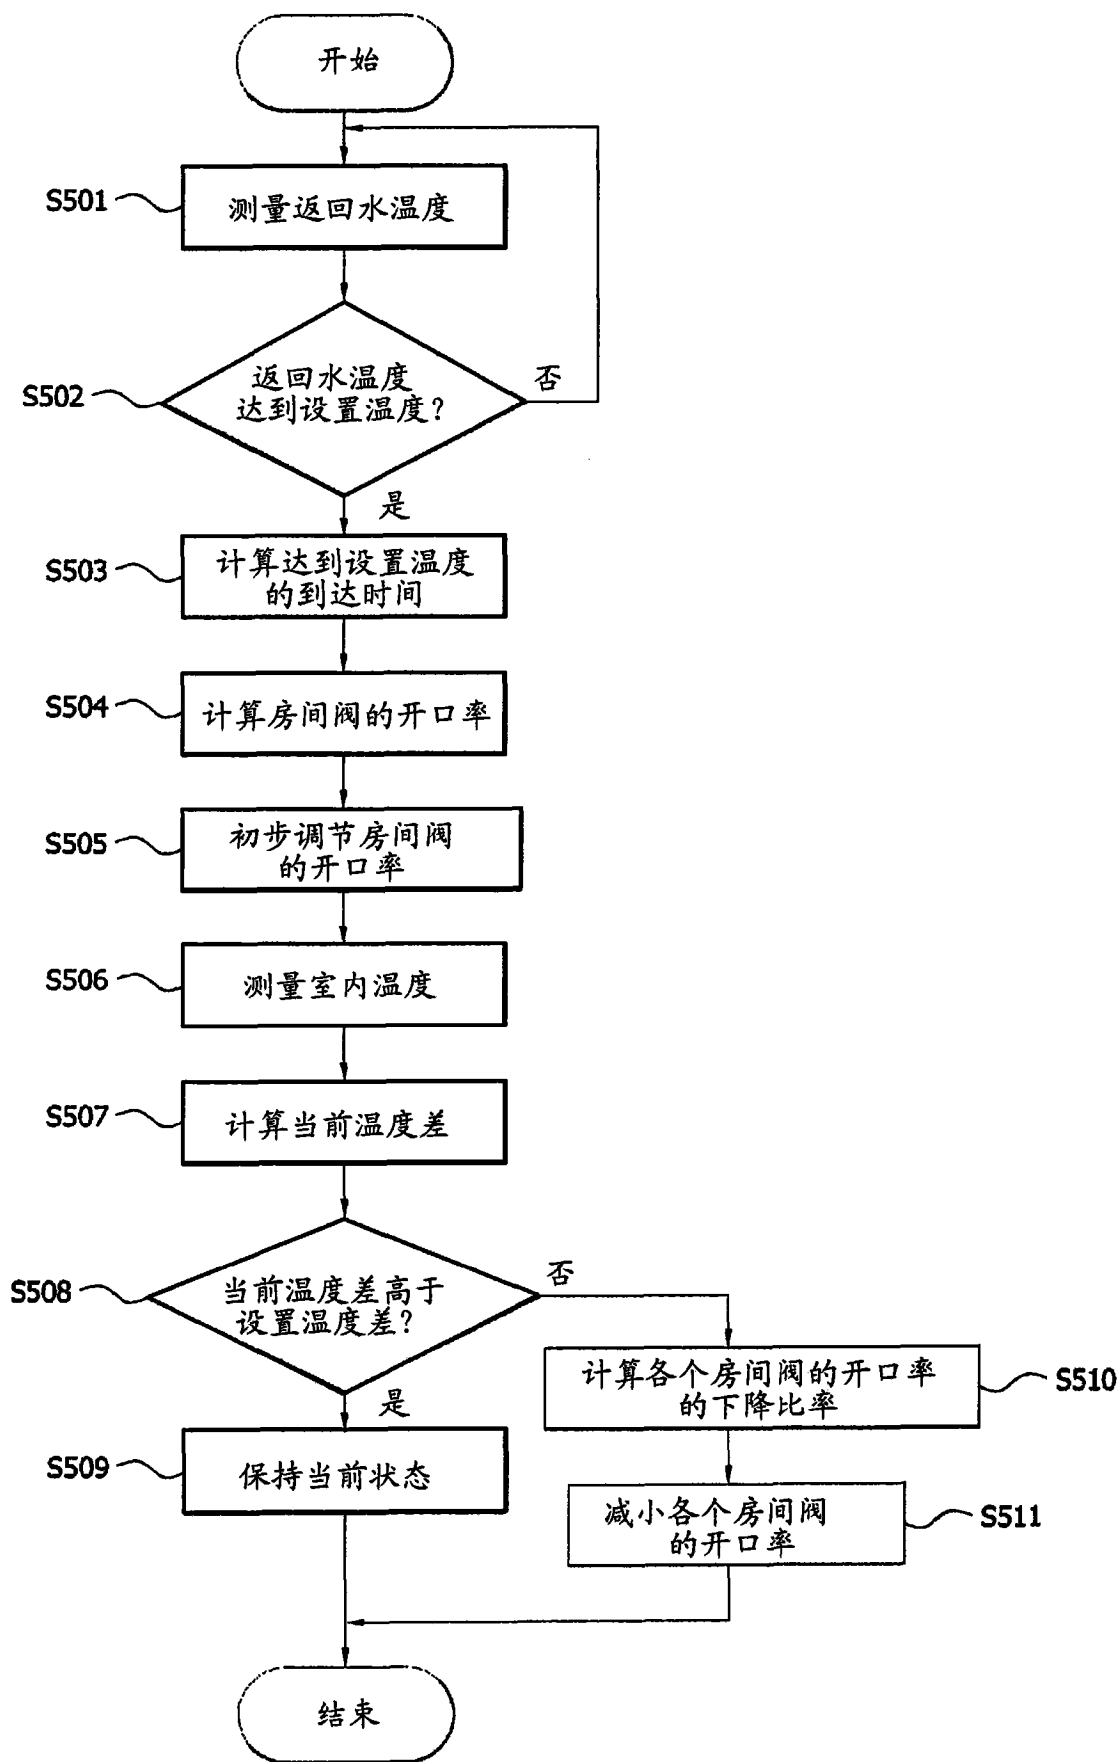 开始
S501
测量返回水温度
S502
返回水温度
达到设置温度?
否
是
S503
计算达到设置温度
的到达时间
S504
计算房间阀的开口率
S505
初步调节房间阀
的开口率
S506
测量室内温度
S507
计算当前温度差
S508
当前温度差高于
设置温度差?
否
是
S509
保持当前状态
计算各个房间阀的开口率
的下降比率
S510
减小各个房间阀
的开口率
S511
结束